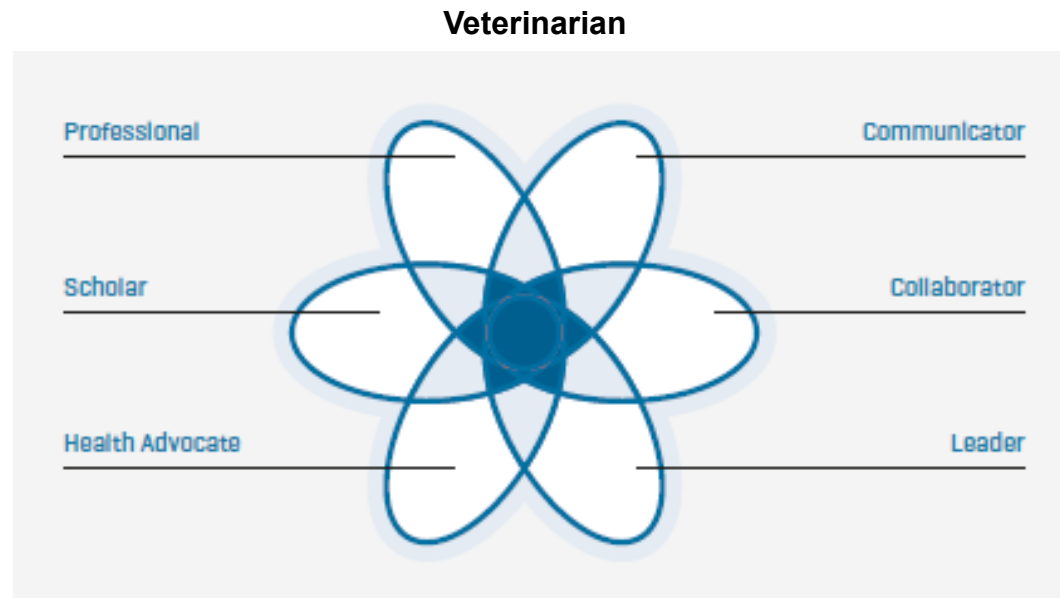 Veterinarian
Professional
Communicator
Scholar
Collaborator
Health Advocate
Leader